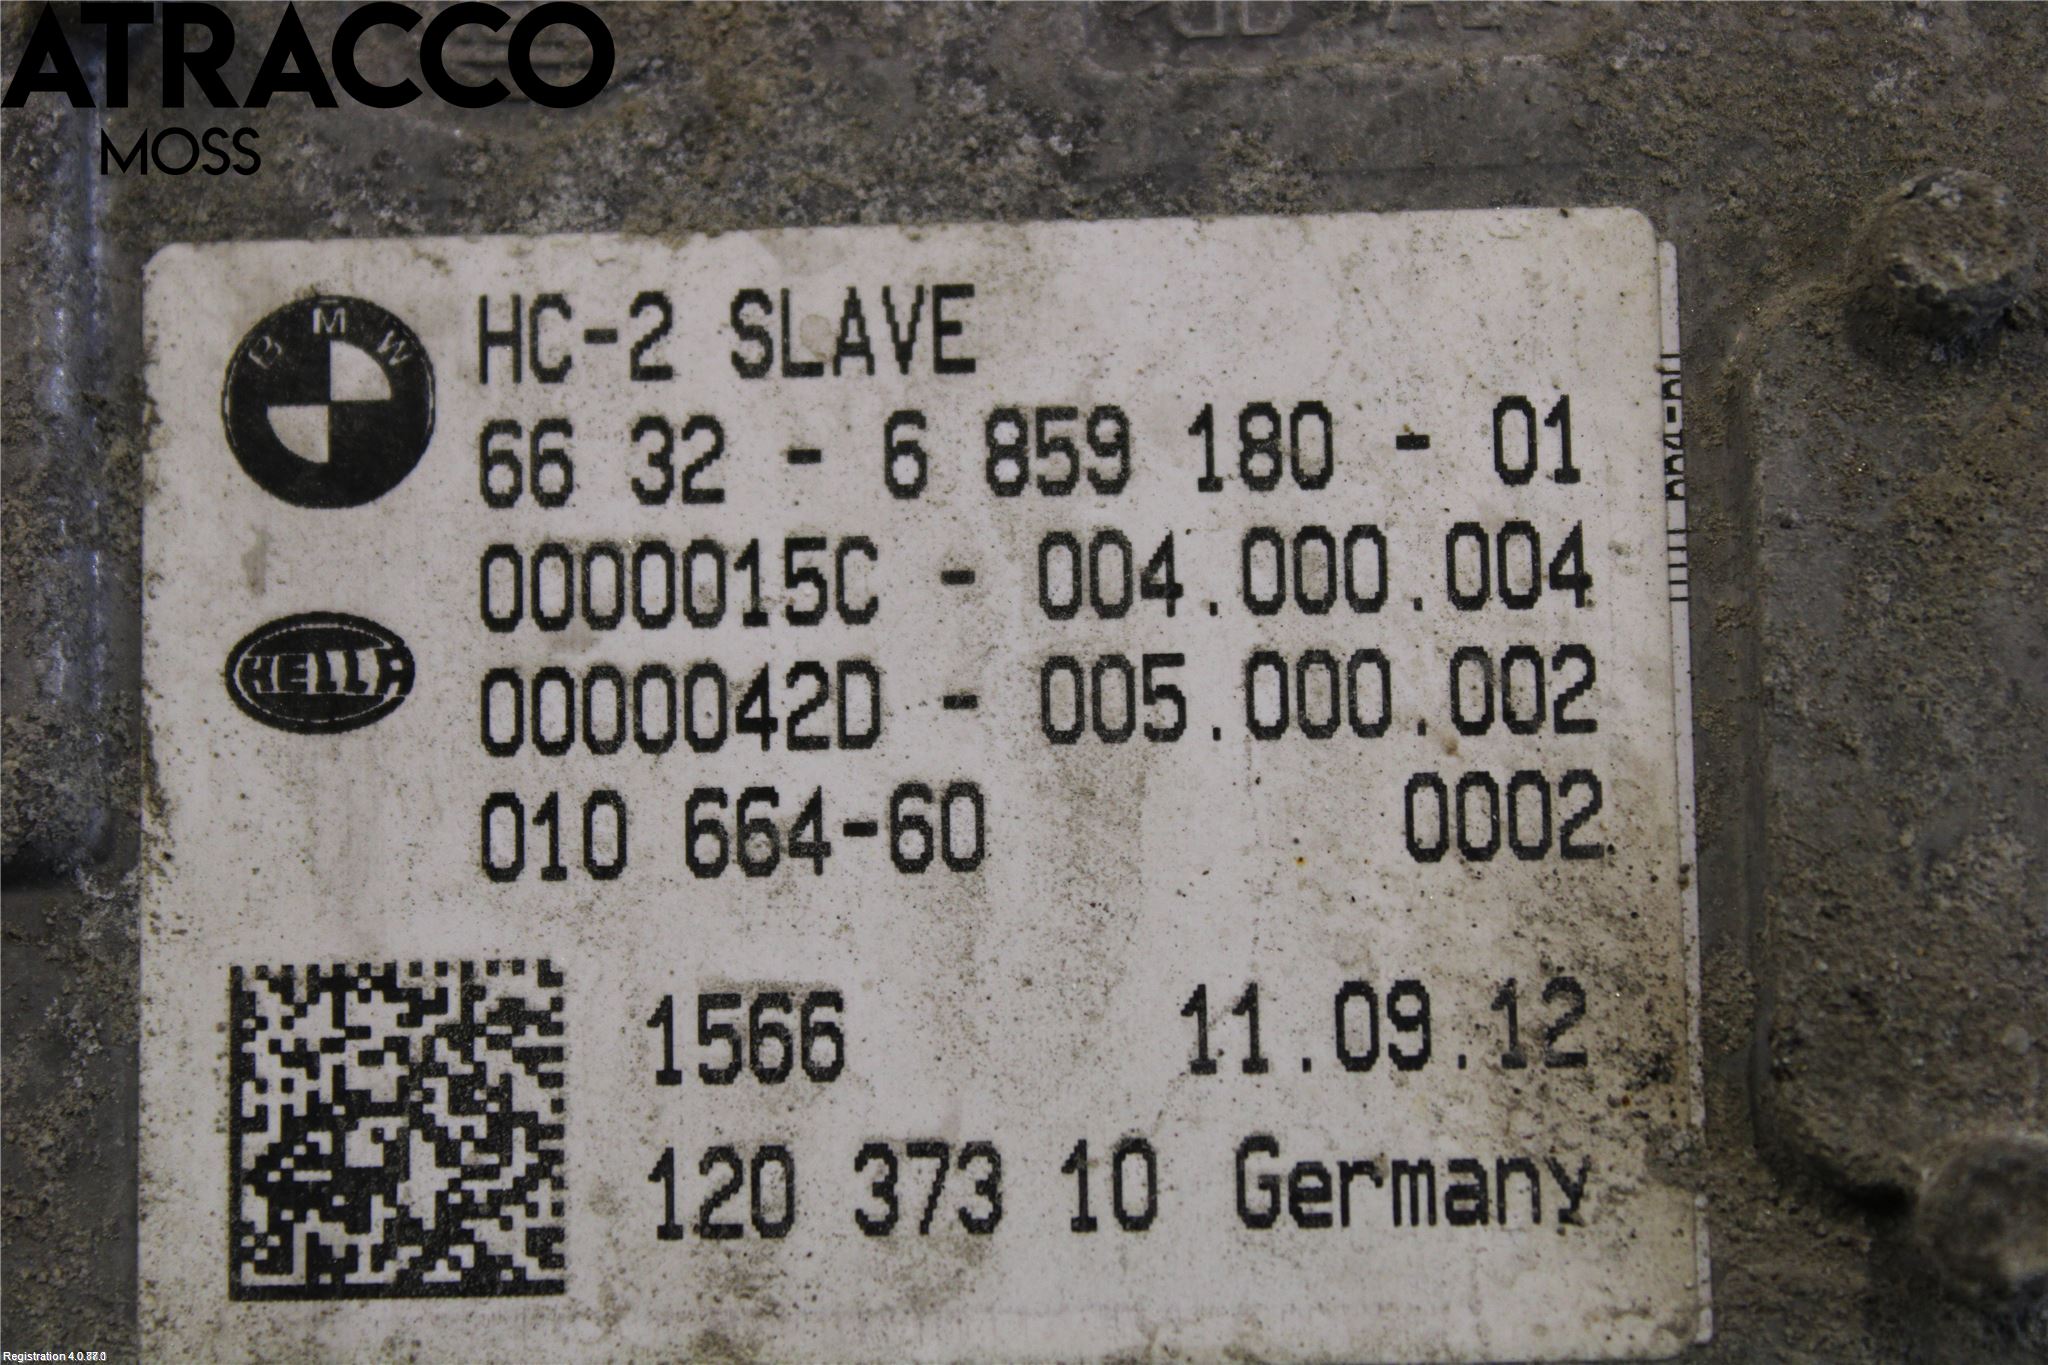 ATRACCO
MOSS
BMW
HC-2 SLAVE
66 32 - 6 859 180 - 01
0000015C - 004.000.004
HELLA
0000042D - 005.000.002
010 664-60 0002
1566 11.09.12
120 373 10 Germany